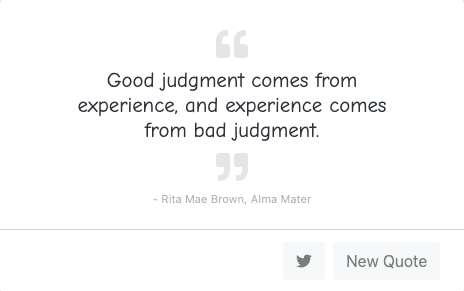 “
Good judgment comes from
experience, and experience comes
from bad judgment.
”
- Rita Mae Brown, Alma Mater
New Quote